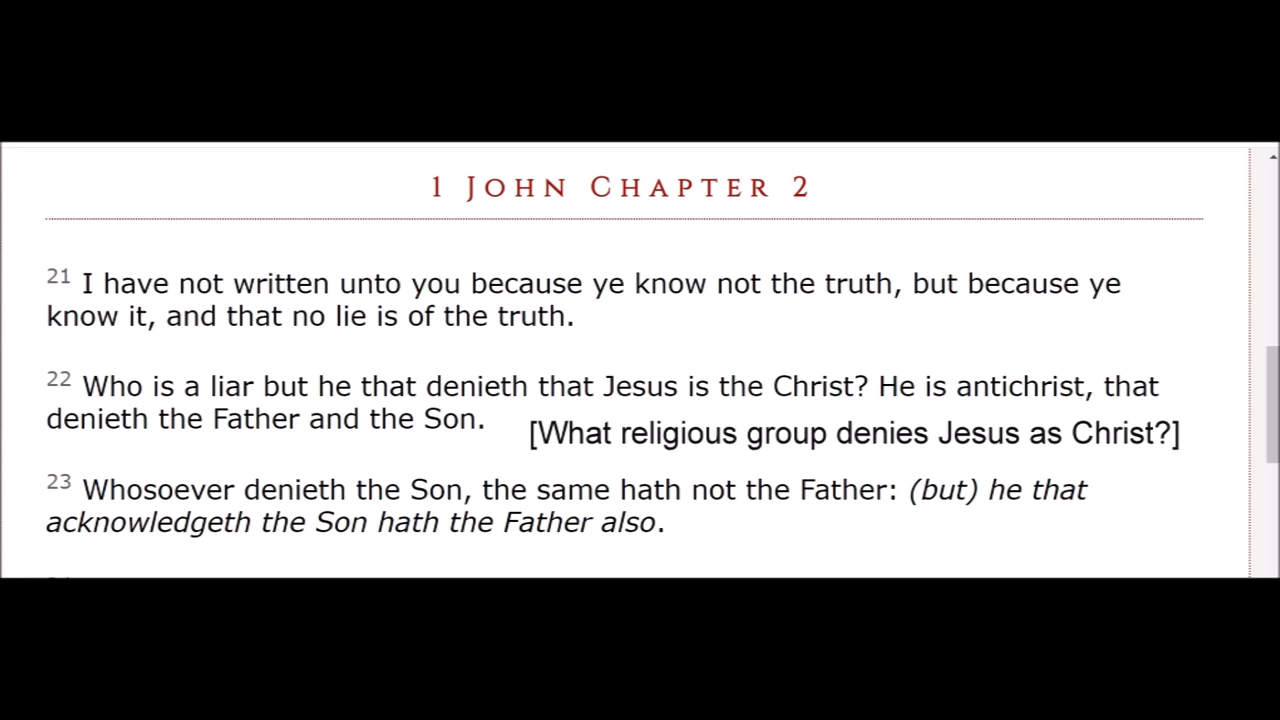 1 John Chapter 2
21 I have not written unto you because ye know not the truth, but because ye
know it, and that no lie is of the truth.
22 Who is a liar but he that denieth that Jesus is the Christ? He is antichrist, that
denieth the Father and the Son.
[What religious group denies Jesus as Christ?]
23 Whosoever denieth the Son, the same hath not the Father: (but) he that
acknowledgeth the Son hath the Father also.